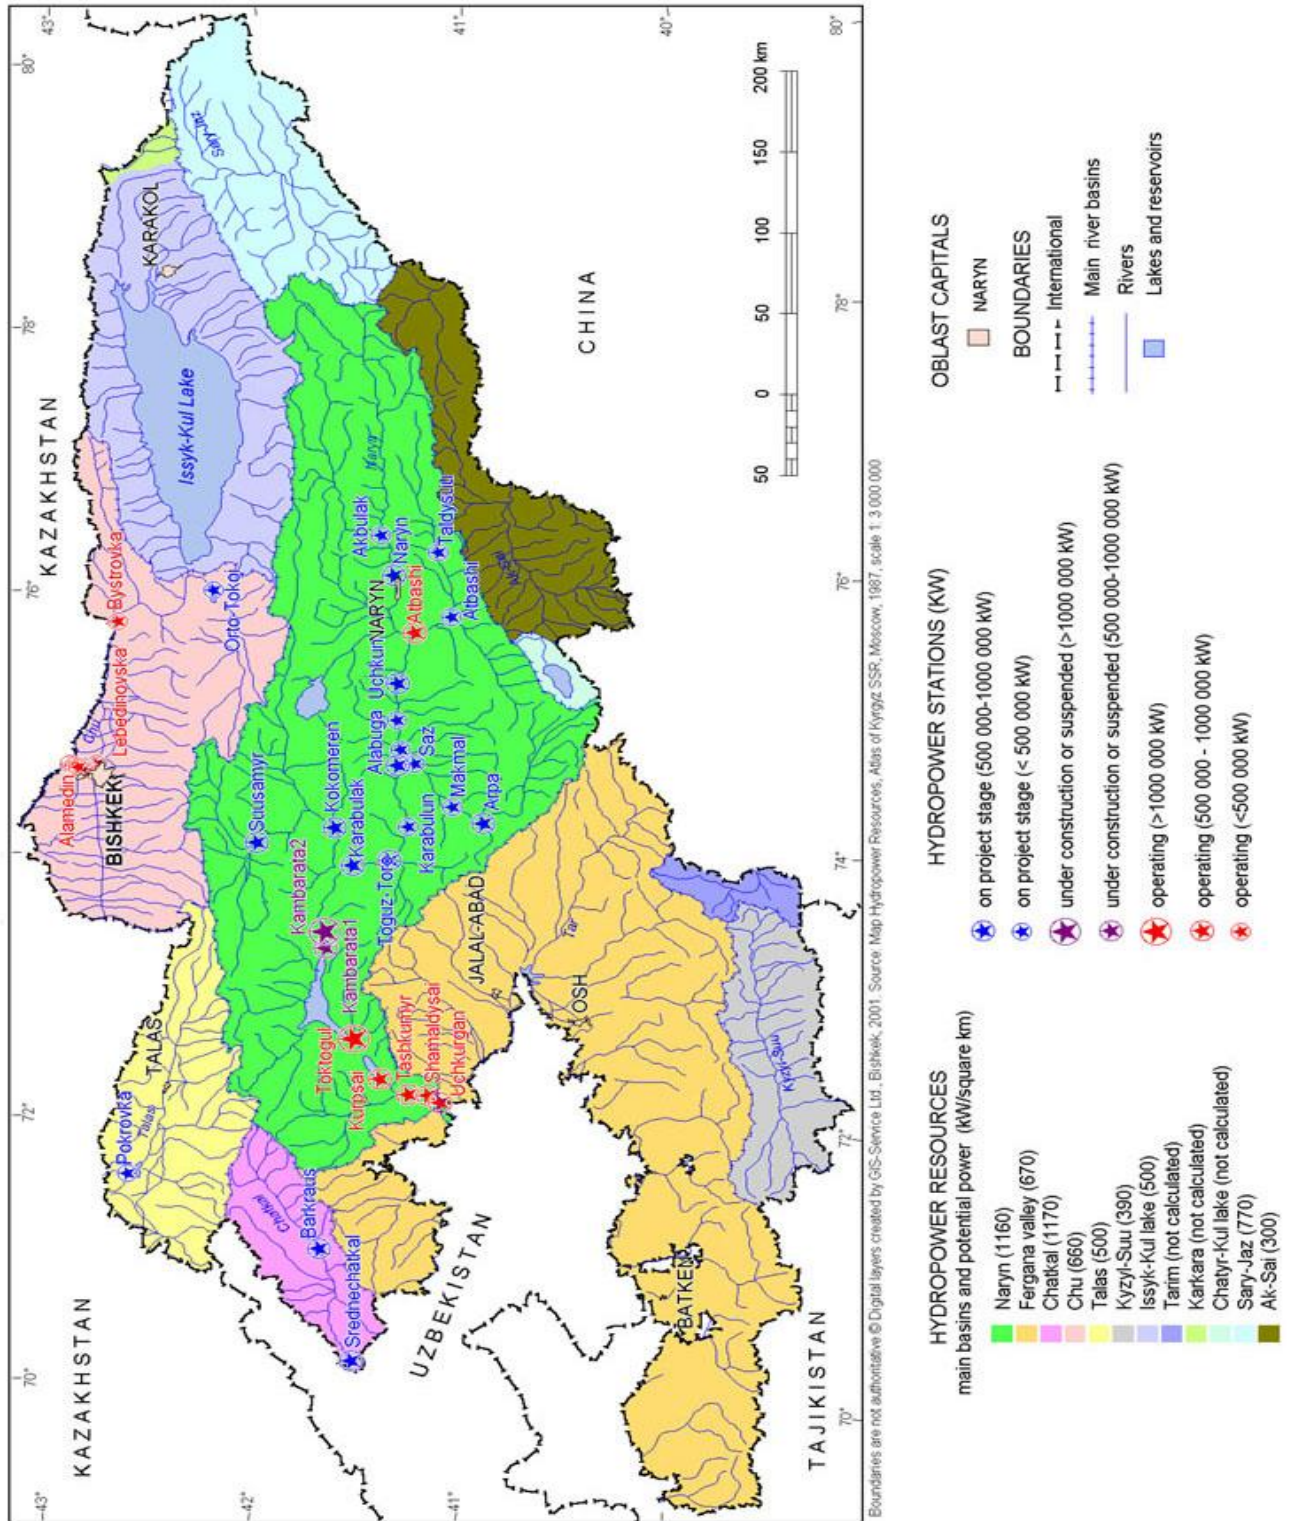 80°
78°
76°
74°
72°
70°
43°
42°
41°
40°
KAZAKHSTAN
KAZAKHSTAN
UZBEKISTAN
TAJIKISTAN
CHINA
Pokrovka
TALAS
Talas
Alamedin
BISHKEK
Chu
Lebedinovska
Bystrovka
Orto-Tokoi
Issyk-Kul Lake
KARAKOL
Sary-Jaz
Srednechatkal
Barkraus
Chatkal
Suusamyr
Kokomeren
Karabulak
Kambarata2
Kambarata1
Toktogul
Kurpsai
Tashkumyr
Shamaldysai
Uchkurgan
Toguz-Toro
Karabulun
Alabuga
Saz
Makmal
Arpa
Uchkun
NARYN
Akbulak
Naryn
Naryn
Atbashi
Atbashi
Taldysuu
JALAL-ABAD
OSH
Tar
BATKEN
Kyzyl-Suu
50 0 50 100 150 200 km
80°
78°
76°
74°
72°
70°
Boundaries are not authoritative © Digital layers created by GIS-Service Ltd., Bishkek, 2001. Source: Map Hydropower Resources, Atlas of Kyrgyz SSR, Moscow, 1987, scale 1: 3 000 000
HYDROPOWER RESOURCES
main basins and potential power (kW/square km)
Naryn (1160)
Fergana valley (670)
Chatkal (1170)
Chu (660)
Talas (500)
Kyzyl-Suu (390)
Issyk-Kul lake (500)
Tarim (not calculated)
Karkara (not calculated)
Chatyr-Kul lake (not calculated)
Sary-Jaz (770)
Ak-Sai (300)
HYDROPOWER STATIONS (KW)
on project stage (500 000-1000 000 kW)
on project stage (< 500 000 kW)
under construction or suspended (>1000 000 kW)
under construction or suspended (500 000-1000 000 kW)
operating (>1000 000 kW)
operating (500 000 - 1000 000 kW)
operating (<500 000 kW)
OBLAST CAPITALS
NARYN
BOUNDARIES
International
Main river basins
Rivers
Lakes and reservoirs